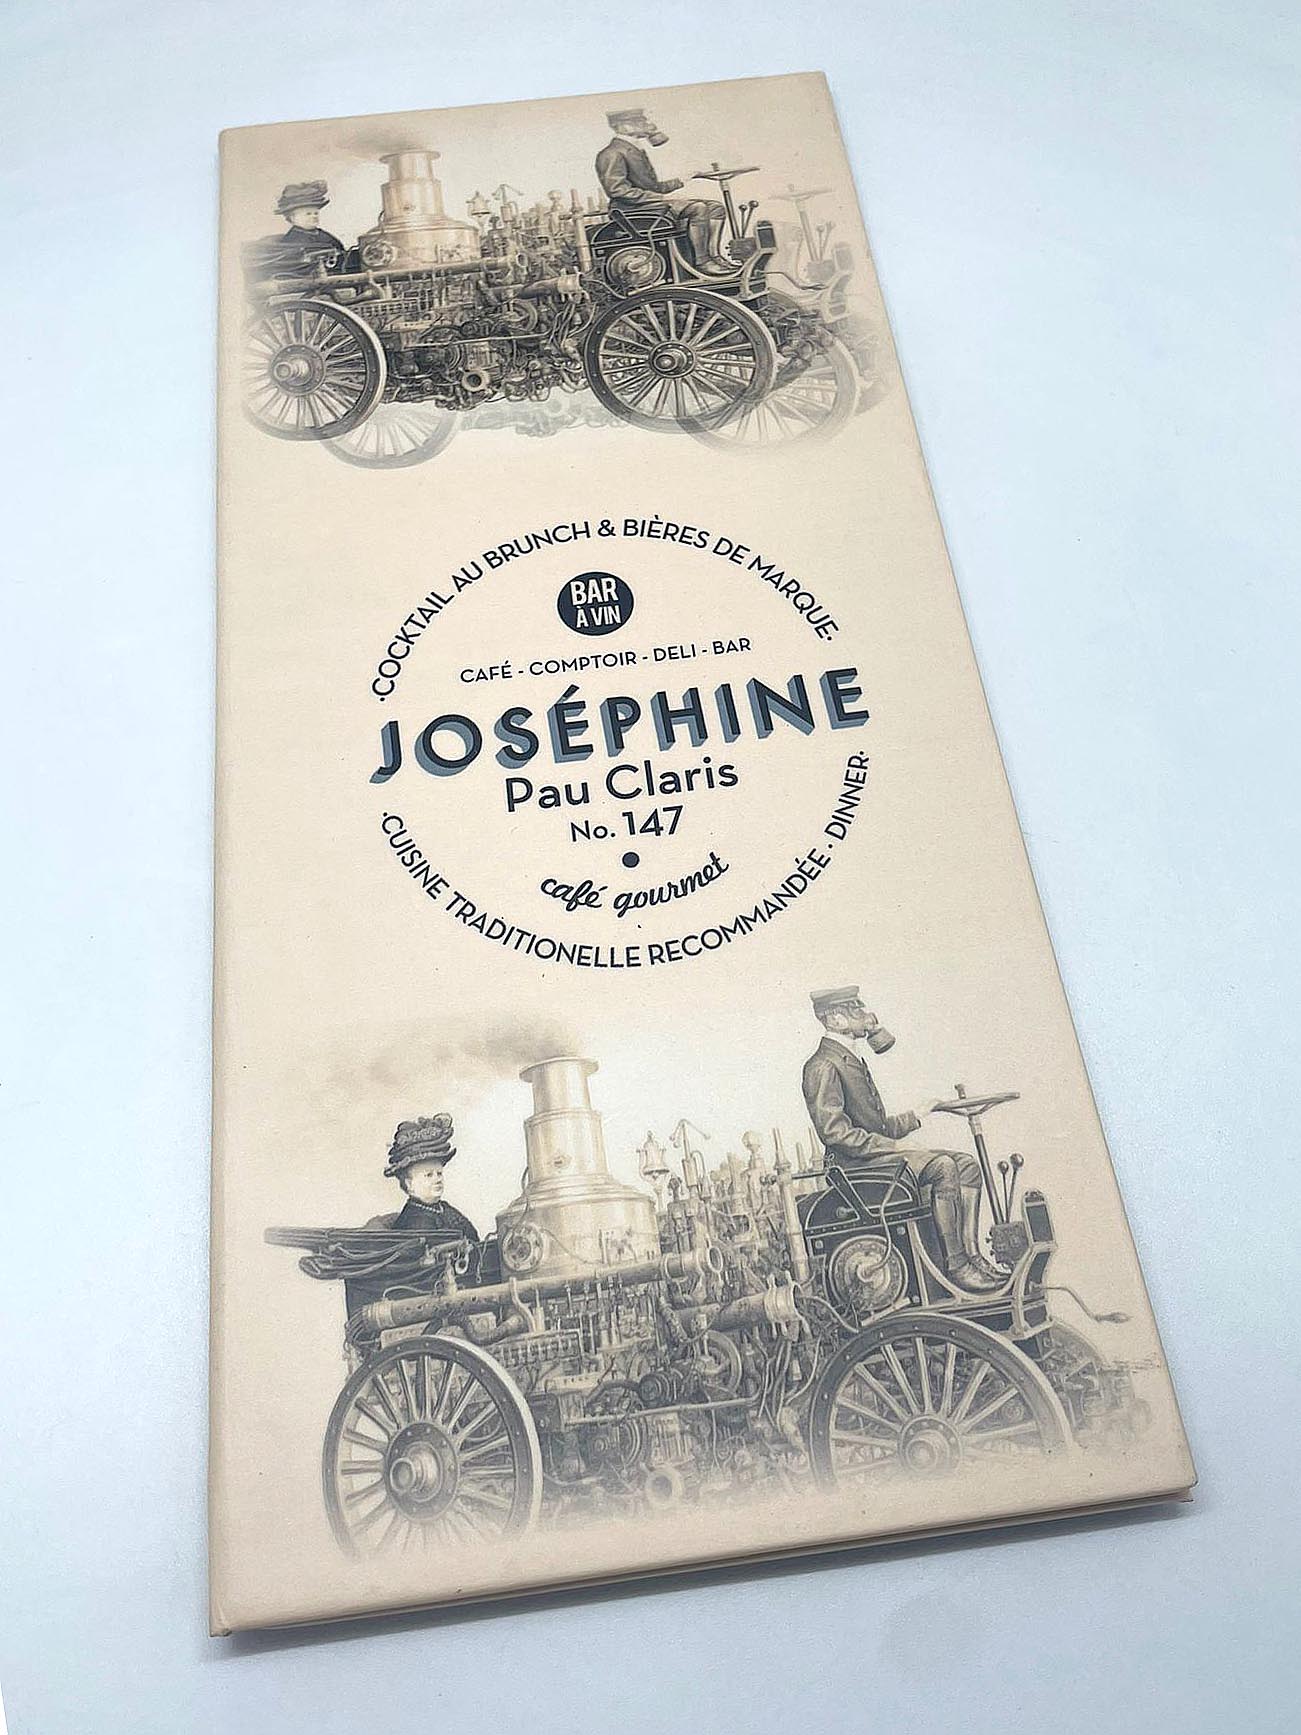 ·COCKTAIL AU BRUNCH & BIÈRES DE MARQUE·
BAR
À VIN
CAFÉ - COMPTOIR - DELI - BAR
JOSÉPHINE
Pau Claris
No. 147
café gourmet
·CUISINE TRADITIONELLE RECOMMANDÉE · DINNER·